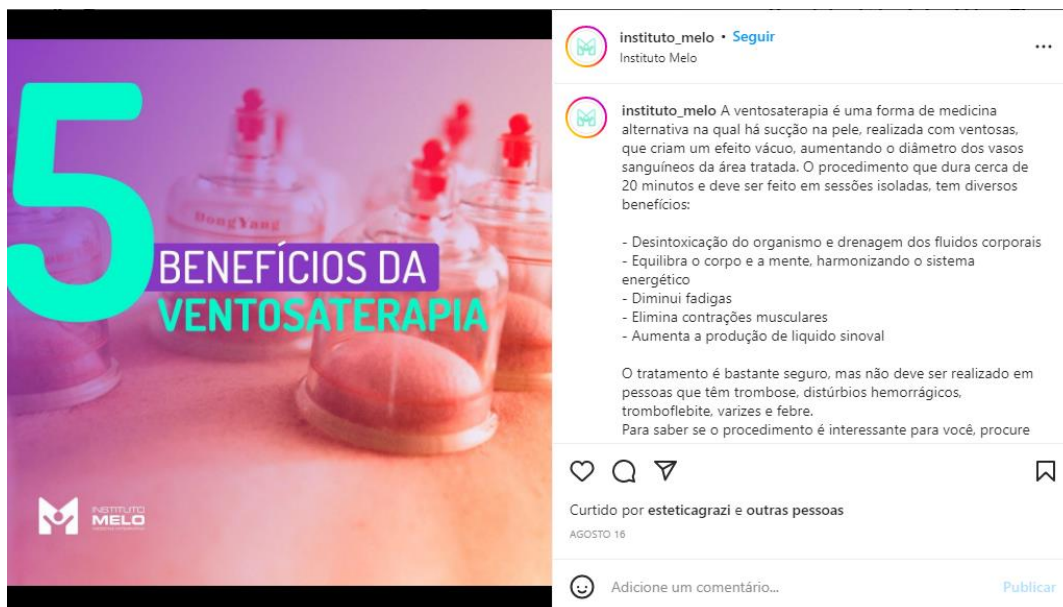 5
BENEFÍCIOS DA
VENTOSATERAPIA
DongYang
INSTITUTO
MELO
instituto_melo • Seguir
Instituto Melo
instituto_melo A ventosaterapia é uma forma de medicina
alternativa na qual há sucção na pele, realizada com ventosas,
que criam um efeito vácuo, aumentando o diâmetro dos vasos
sanguíneos da área tratada. O procedimento que dura cerca de
20 minutos e deve ser feito em sessões isoladas, tem diversos
benefícios:
- Desintoxicação do organismo e drenagem dos fluidos corporais
- Equilibra o corpo e a mente, harmonizando o sistema
energético
- Diminui fadigas
- Elimina contrações musculares
- Aumenta a produção de liquido sinoval
O tratamento é bastante seguro, mas não deve ser realizado em
pessoas que têm trombose, distúrbios hemorrágicos,
tromboflebite, varizes e febre.
Para saber se o procedimento é interessante para você, procure
Curtido por esteticagrazi e outras pessoas
AGOSTO 16
Adicione um comentário...
Publicar